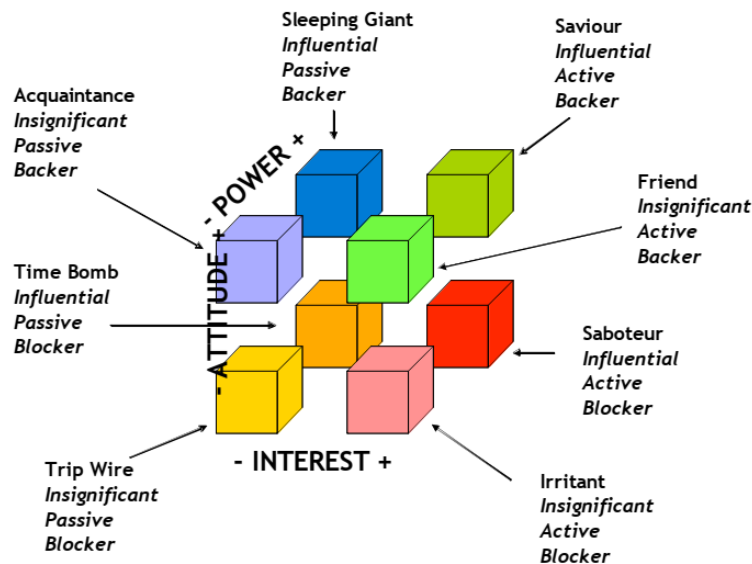 Sleeping Giant
Influential
Passive
Backer
Saviour
Influential
Active
Backer
Acquaintance
Insignificant
Passive
Backer
- POWER +
Friend
Insignificant
Active
Backer
- ATTITUDE +
Time Bomb
Influential
Passive
Blocker
Saboteur
Influential
Active
Blocker
- INTEREST +
Trip Wire
Insignificant
Passive
Blocker
Irritant
Insignificant
Active
Blocker